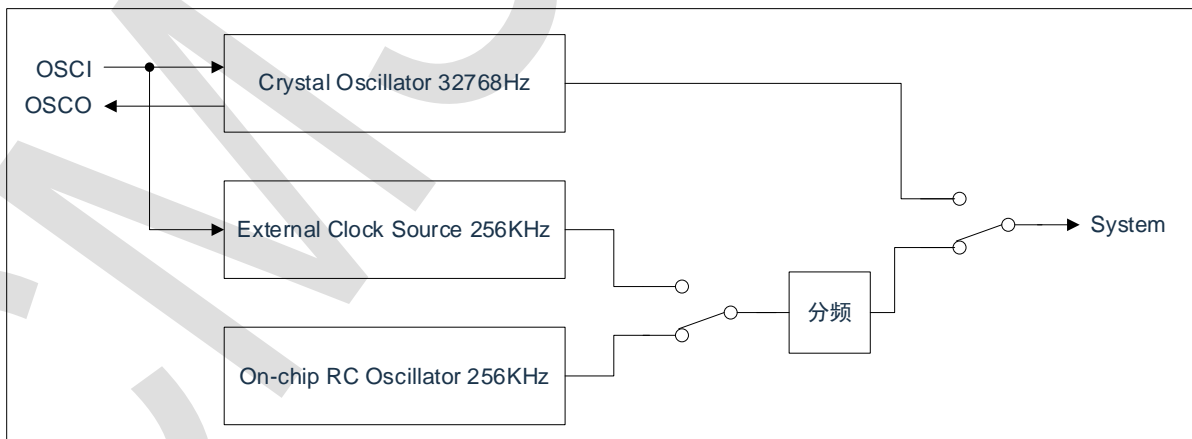 OSCI
OSCO
Crystal Oscillator 32768Hz
External Clock Source 256KHz
On-chip RC Oscillator 256KHz
分频
System